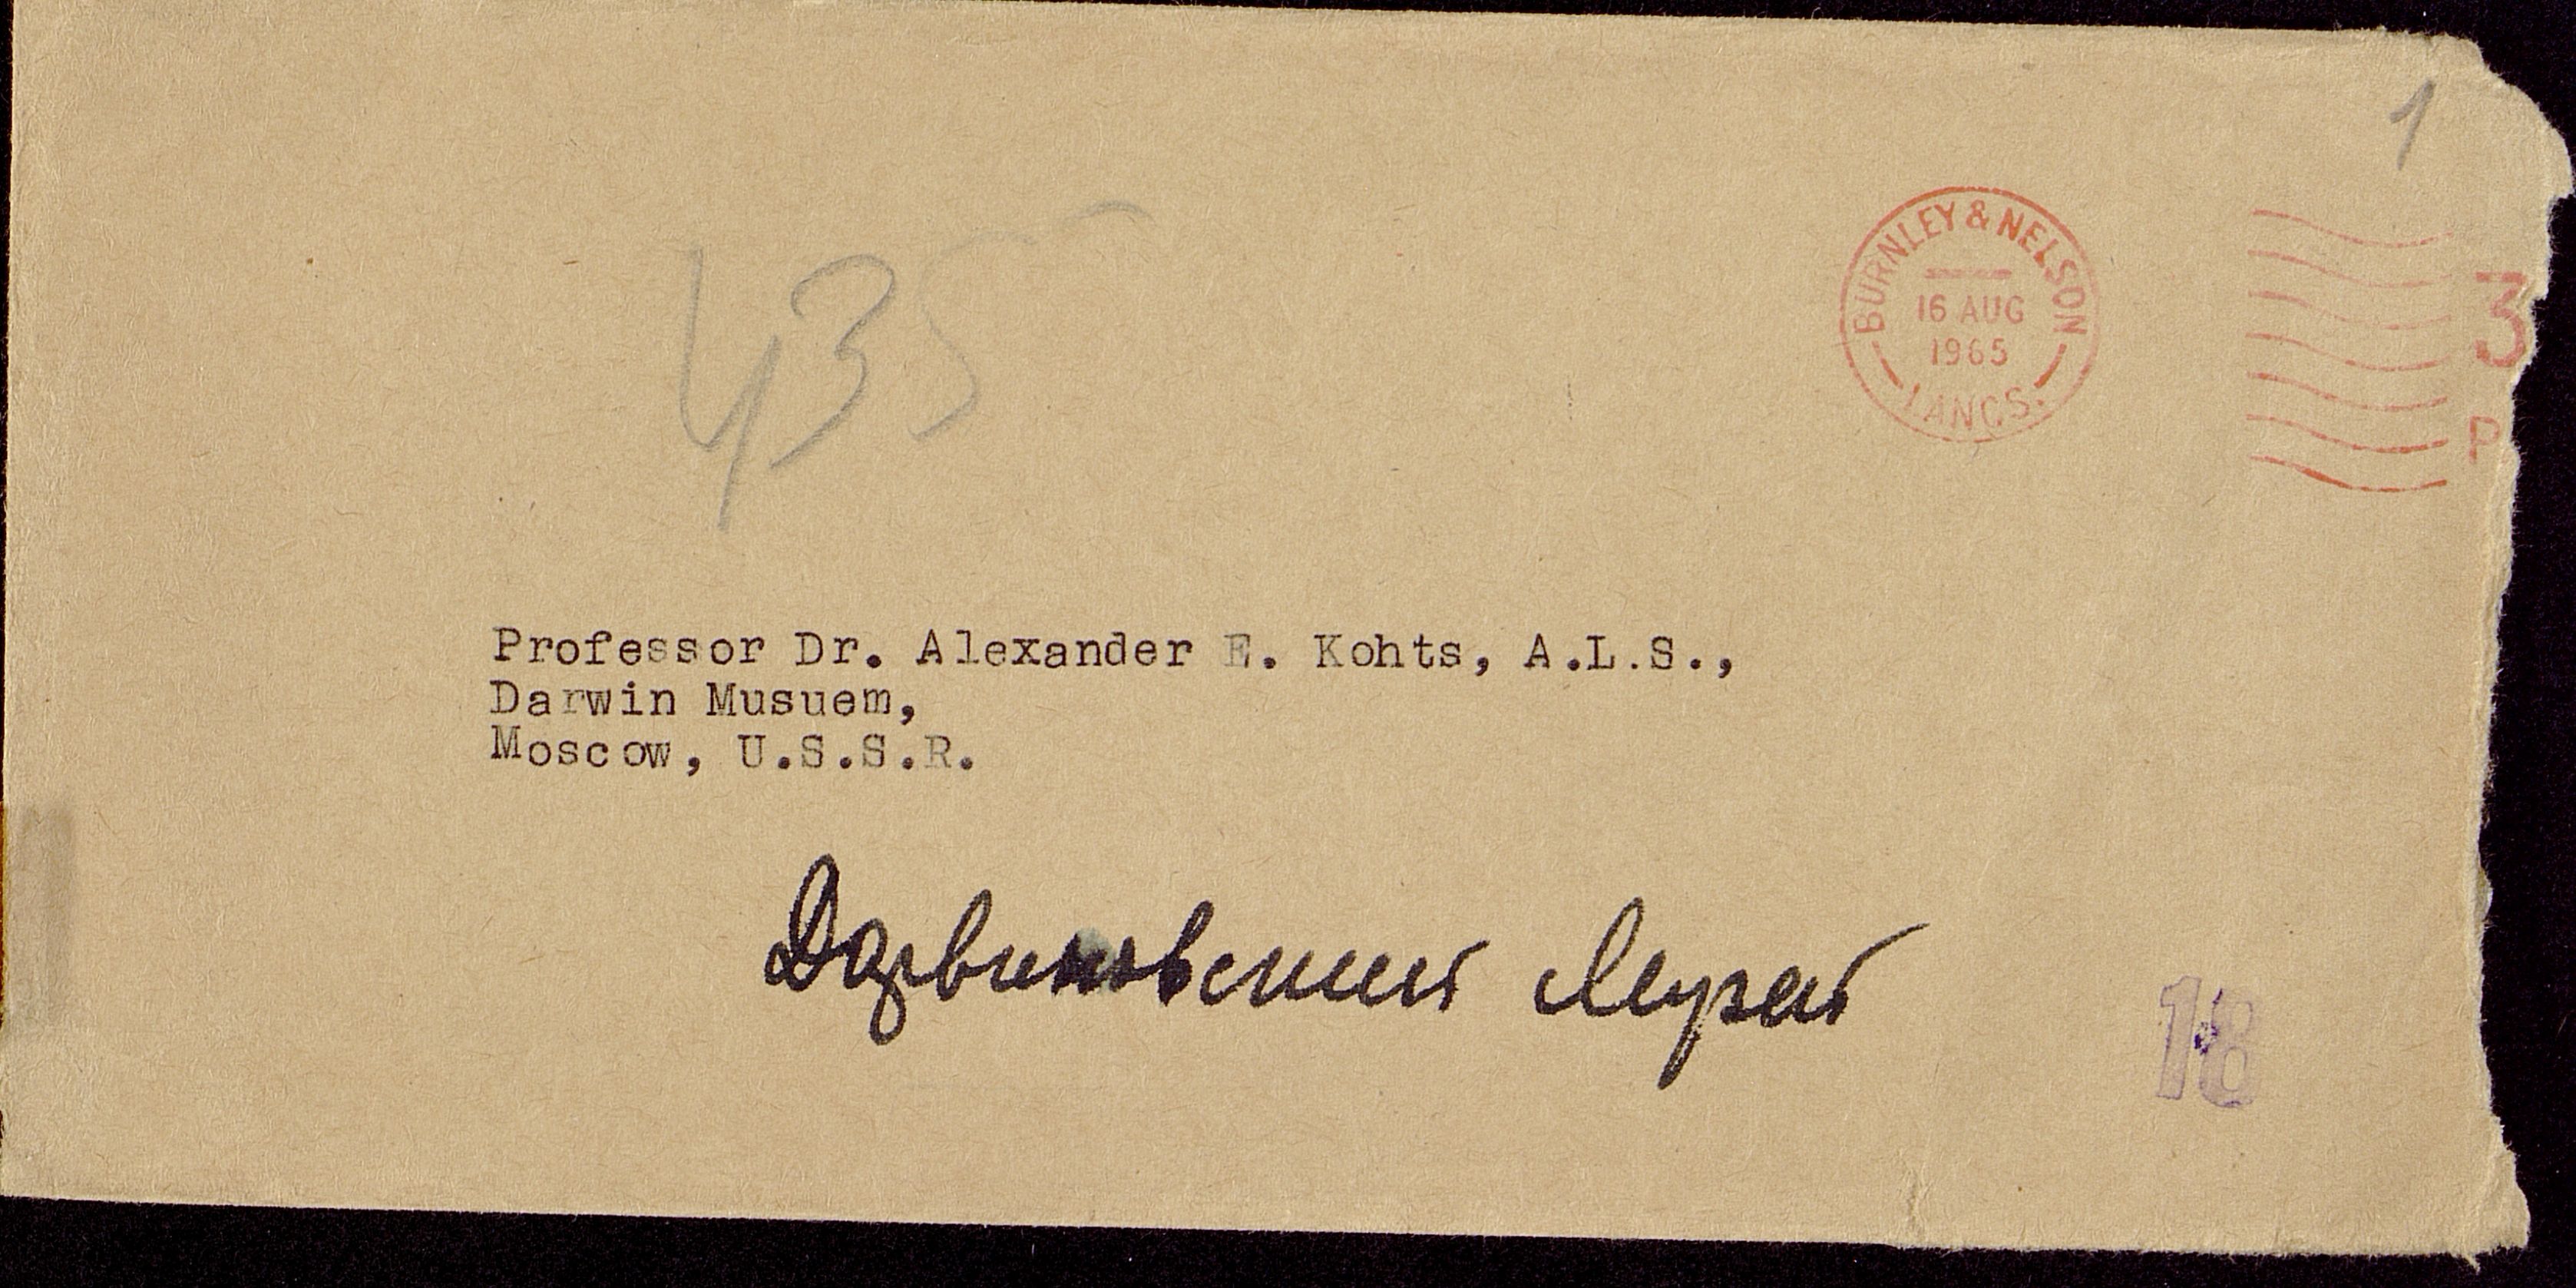 1
BURNLEY & NELSON
16 AUG
1965
LANCS.
3
P
435
Professor Dr. Alexander E. Kohts, A.L.S.,
Darwin Musuem,
Moscow, U.S.S.R.
Дарвиновский Музей
18